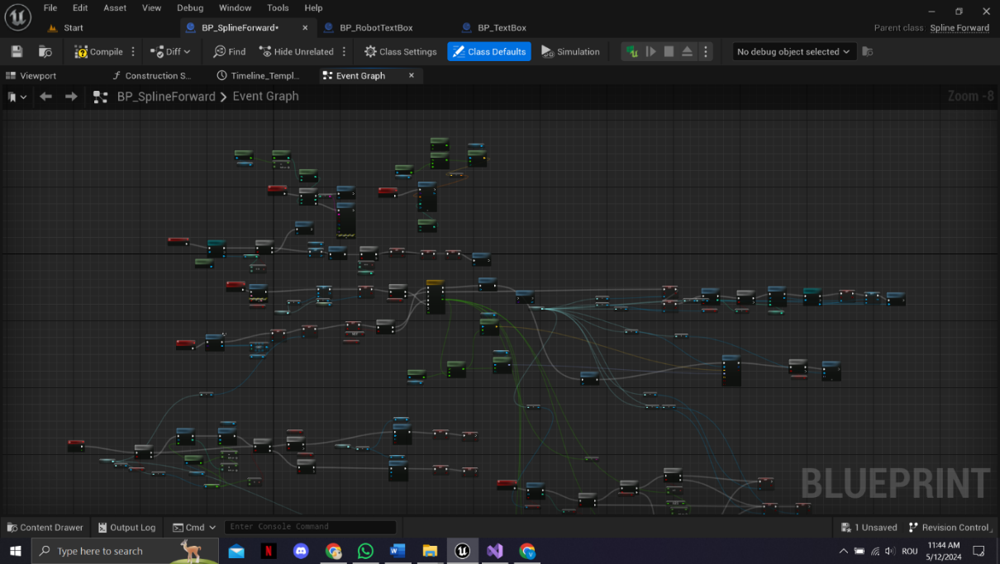 File Edit Asset View Debug Window Tools Help
Start BP_SplineForward* BP_RobotTextBox BP_TextBox
Parent class: Spline Forward
Compile Diff Find Hide Unrelated Class Settings Class Defaults Simulation No debug object selected
Viewport Construction S... Timeline_Templ... Event Graph
BP_SplineForward > Event Graph Zoom -8
BLUEPRINT
Content Drawer Output Log Cmd Enter Console Command 1 Unsaved Revision Control
Type here to search ROU 11:44 AM
5/12/2024